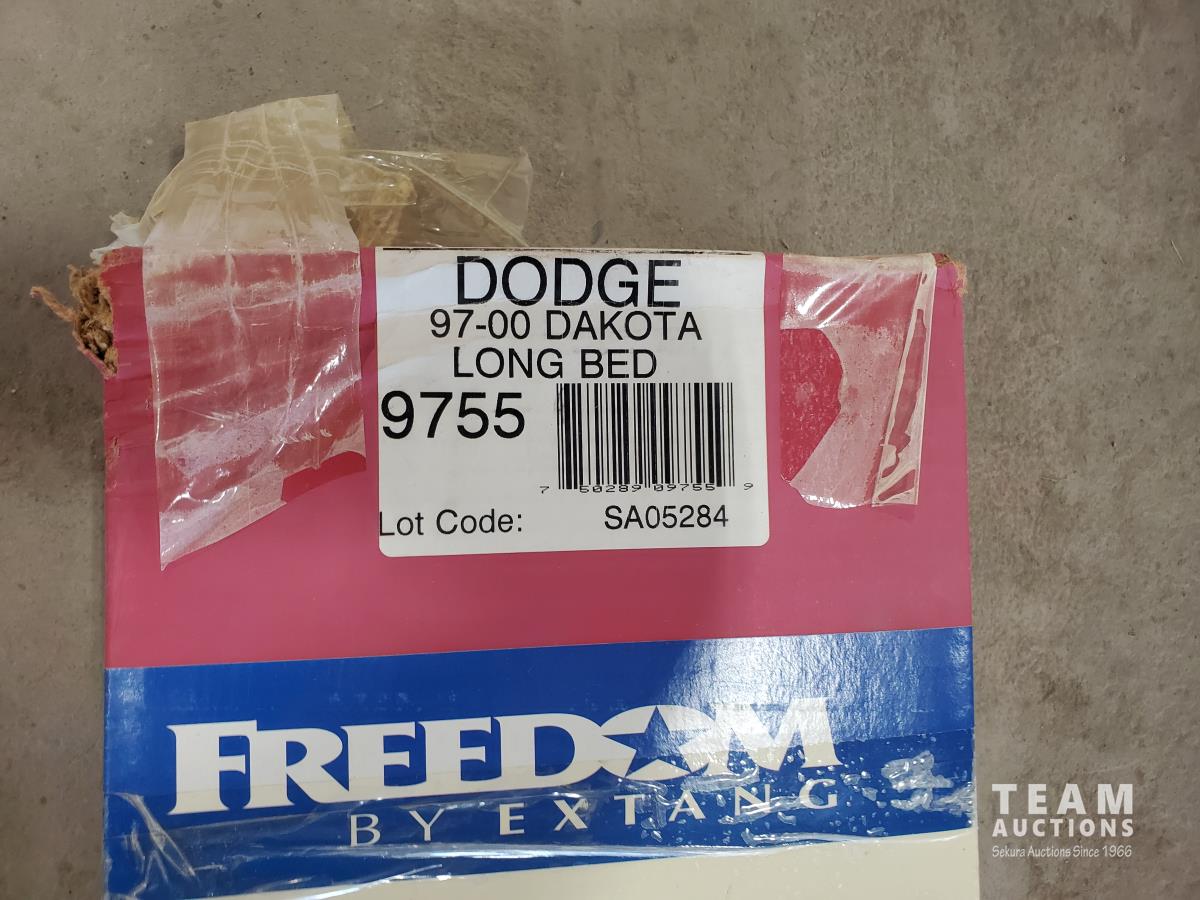 DODGE
97-00 DAKOTA
LONG BED
9755
7 50289 09755 9
Lot Code: SA05284
FREEDOM
BY EXTANG
TEAM
AUCTIONS
Sekura Auctions Since 1966